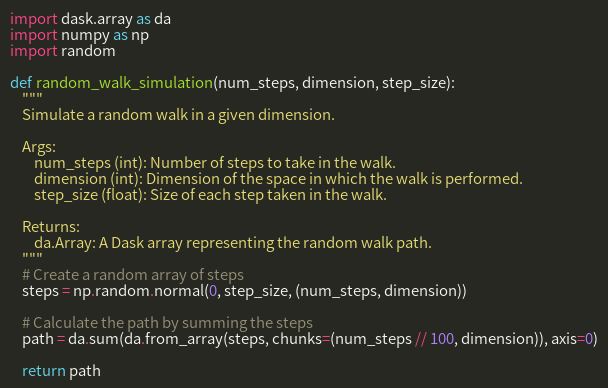 import dask.array as da
import numpy as np
import random

def random_walk_simulation(num_steps, dimension, step_size):
    """
    Simulate a random walk in a given dimension.

    Args:
        num_steps (int): Number of steps to take in the walk.
        dimension (int): Dimension of the space in which the walk is performed.
        step_size (float): Size of each step taken in the walk.

    Returns:
        da.Array: A Dask array representing the random walk path.
    """
    # Create a random array of steps
    steps = np.random.normal(0, step_size, (num_steps, dimension))

    # Calculate the path by summing the steps
    path = da.sum(da.from_array(steps, chunks=(num_steps // 100, dimension)), axis=0)

    return path